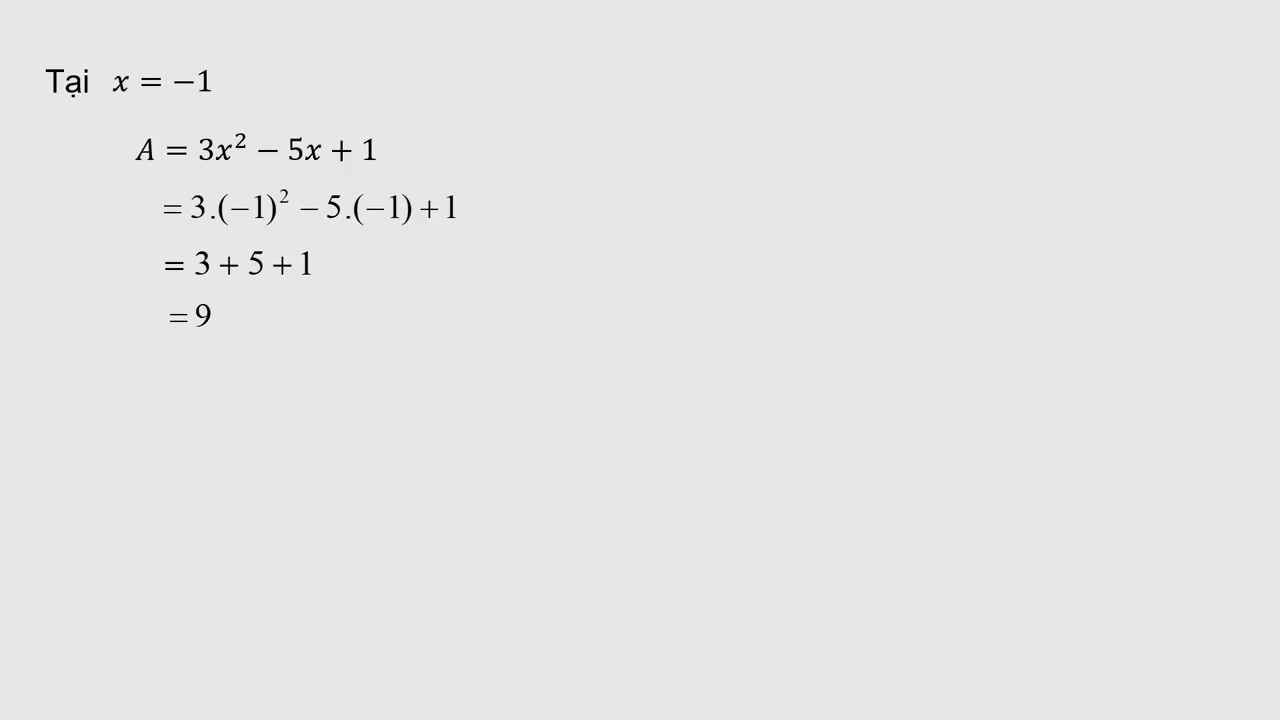 Tại x = −1
A = 3x² − 5x + 1
= 3.(−1)² − 5.(−1) + 1
= 3 + 5 + 1
= 9